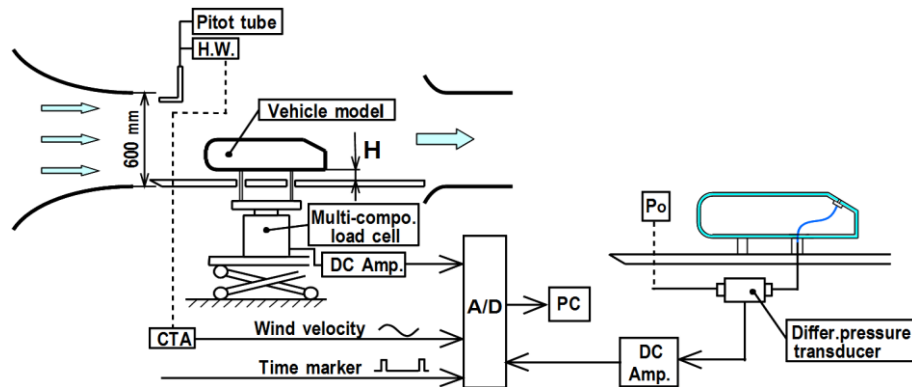 Pitot tube
H.W.
Vehicle model
H
600 mm
Multi-compo.
load cell
DC Amp.
A/D
PC
CTA
Wind velocity
Time marker
Po
Differ.pressure
transducer
DC
Amp.